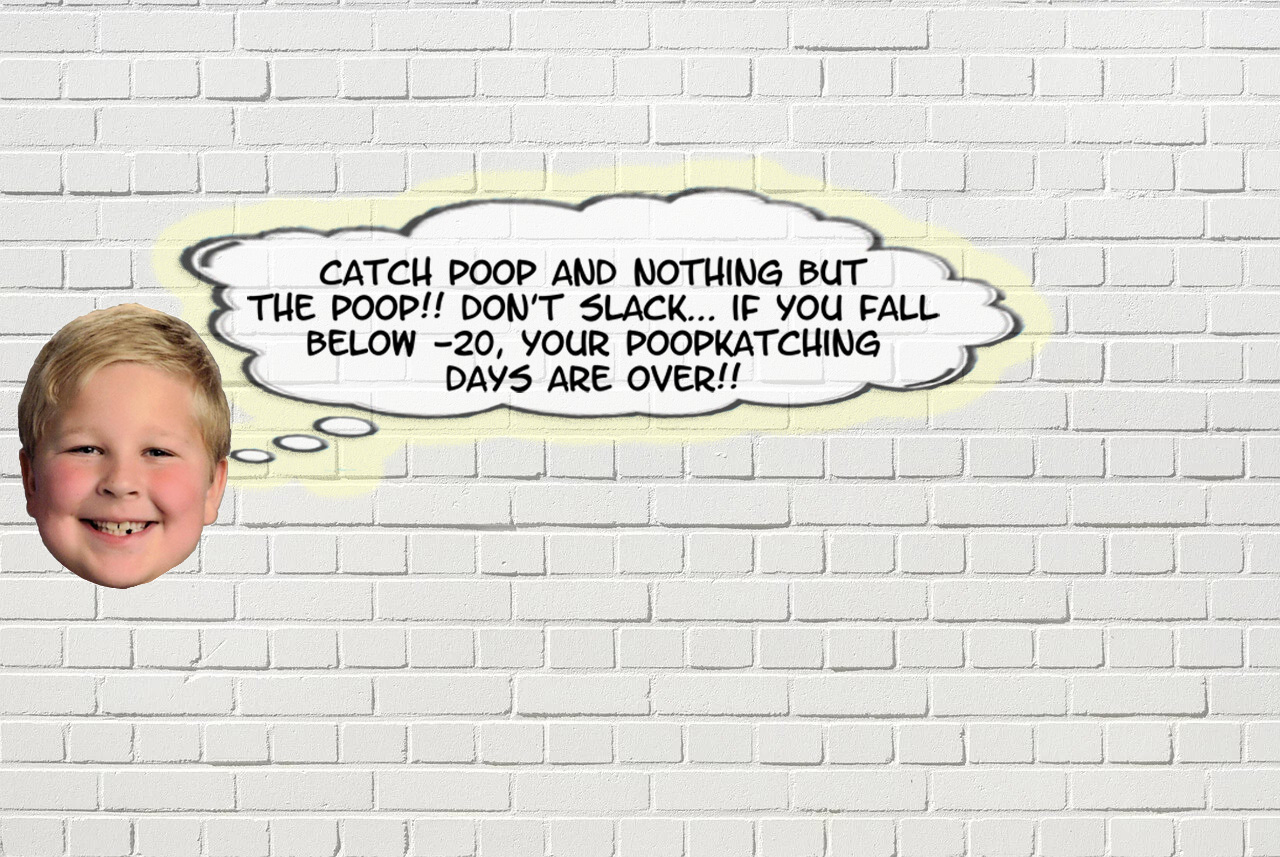 CATCH POOP AND NOTHING BUT
THE POOP!! DON'T SLACK... IF YOU FALL
BELOW -20, YOUR POOPKATCHING
DAYS ARE OVER!!